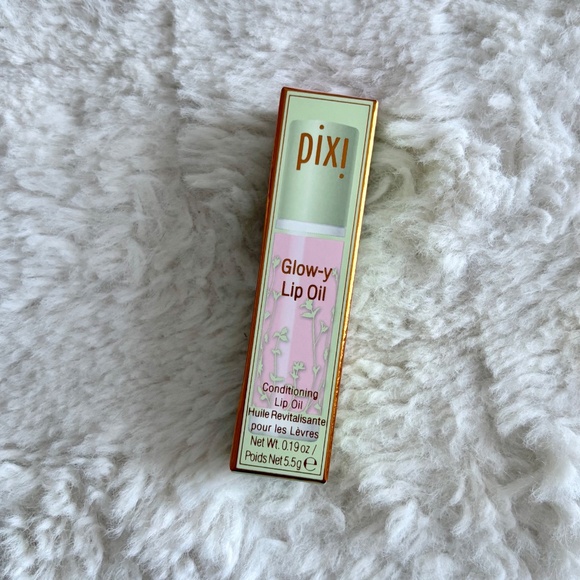 pixi
Glow-y
Lip Oil
Conditioning
Lip Oil
Huile Revitalisante
pour les Lèvres
Net Wt. 0.19 oz /
Poids Net 5.5g ℮